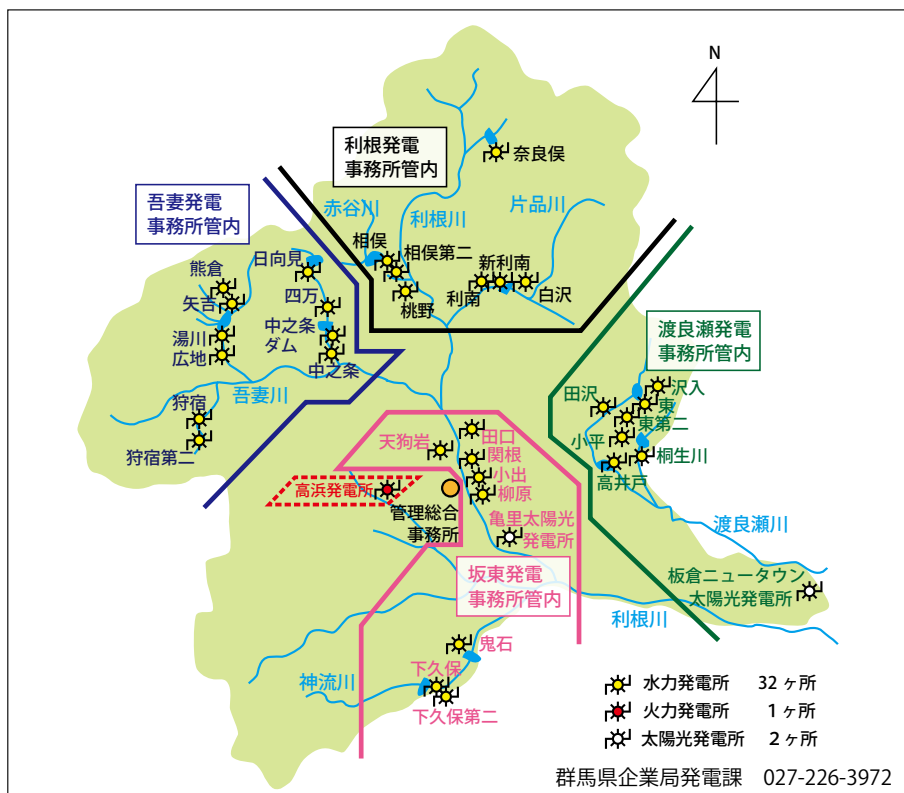 N
利根発電
事務所管内
奈良俣
吾妻発電
事務所管内
赤谷川
利根川
片品川
相俣
相俣第二
桃野
新利南
利南
白沢
日向見
四万
中之条
ダム
中之条
熊倉
矢吉
湯川
広地
吾妻川
狩宿
狩宿第二
渡良瀬発電
事務所管内
田沢
沢入
東
東第二
小平
桐生川
高井戸
渡良瀬川
天狗岩
田口
関根
小出
柳原
高浜発電所
管理総合
事務所
亀里太陽光
発電所
坂東発電
事務所管内
板倉ニュータウン
太陽光発電所
利根川
鬼石
神流川
下久保
下久保第二
水力発電所 32ヶ所
火力発電所 1ヶ所
太陽光発電所 2ヶ所
群馬県企業局発電課 027-226-3972